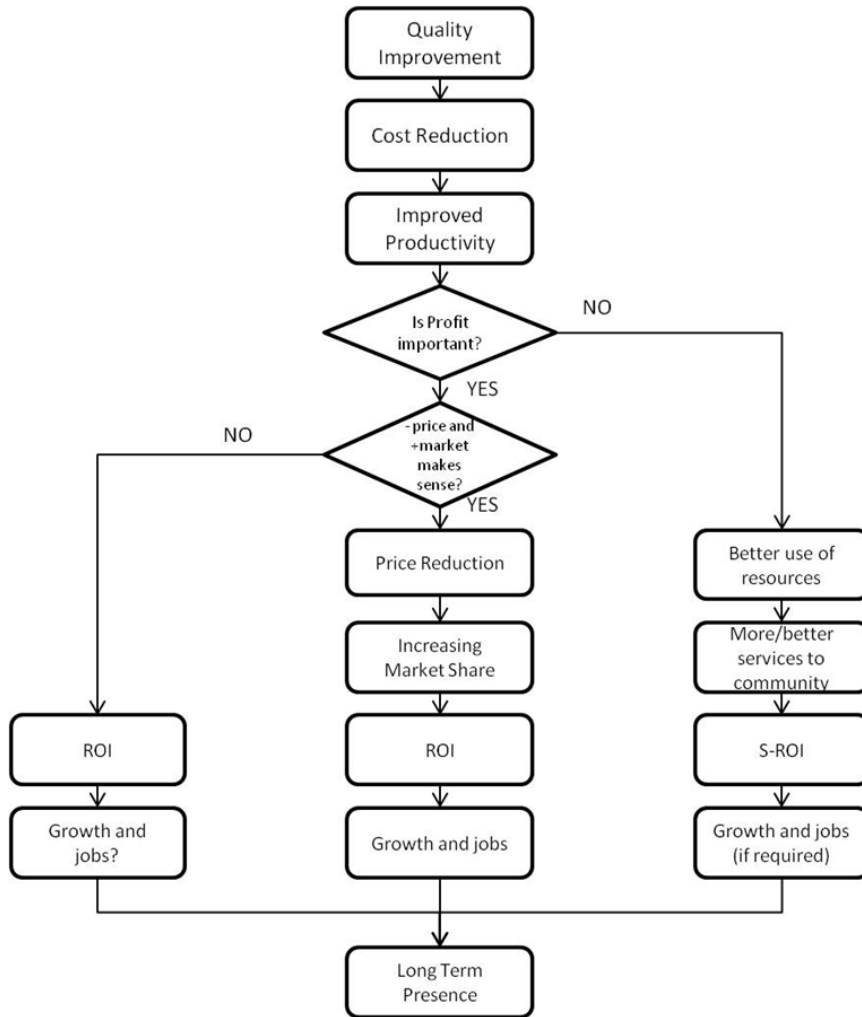 Quality
Improvement
Cost Reduction
Improved
Productivity
Is Profit
important?
NO
YES
- price and
+market
makes
sense?
NO
YES
Price Reduction
Better use of
resources
Increasing
Market Share
More/better
services to
community
ROI
ROI
S-ROI
Growth and
jobs?
Growth and jobs
Growth and jobs
(if required)
Long Term
Presence